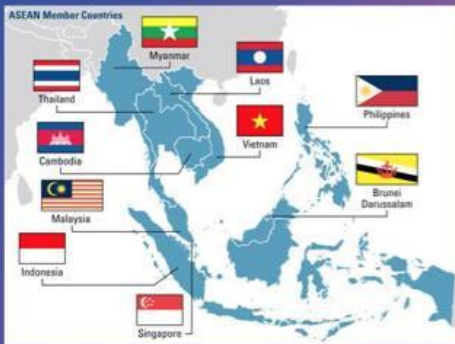 ASEAN Member Countries
Myanmar
Laos
Thailand
Philippines
Vietnam
Cambodia
Brunei
Darussalam
Malaysia
Indonesia
Singapore